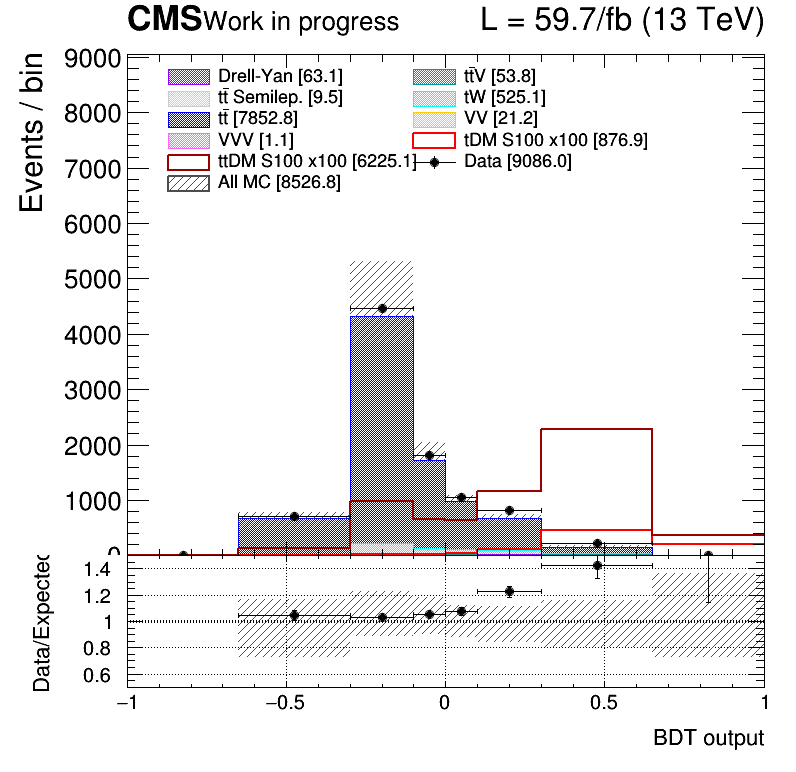 CMS Work in progress L = 59.7/fb (13 TeV)
Events / bin
9000
8000
7000
6000
5000
4000
3000
2000
1000
0
Drell-Yan [63.1] tt̄V [53.8]
tt̄ Semilep. [9.5] tW [525.1]
tt̄ [7852.8] VV [21.2]
VVV [1.1] tDM S100 x100 [876.9]
ttDM S100 x100 [6225.1] Data [9086.0]
All MC [8526.8]
Data/Expected
1.4
1.2
1
0.8
0.6
−1 −0.5 0 0.5 1
BDT output